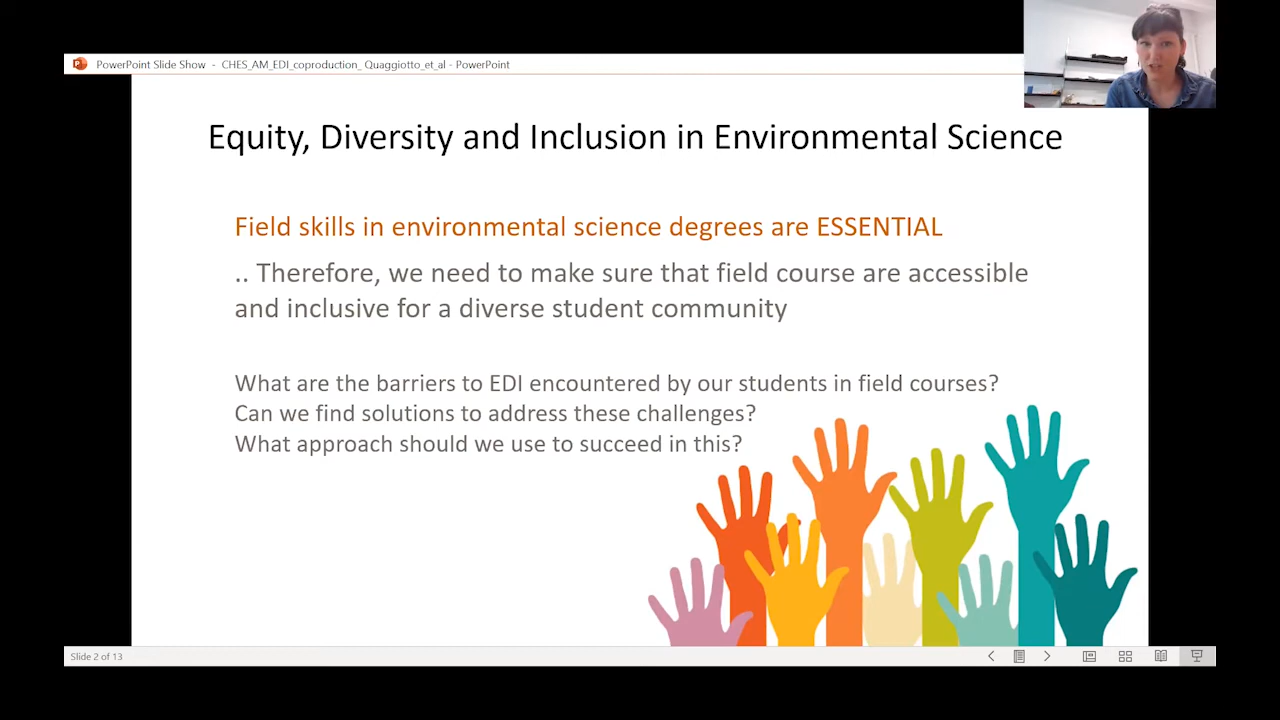 PowerPoint Slide Show - CHES_AM_EDI_coproduction_ Quaggiotto_et_al - PowerPoint
Equity, Diversity and Inclusion in Environmental Science
Field skills in environmental science degrees are ESSENTIAL
.. Therefore, we need to make sure that field course are accessible
and inclusive for a diverse student community
What are the barriers to EDI encountered by our students in field courses?
Can we find solutions to address these challenges?
What approach should we use to succeed in this?
Slide 2 of 13